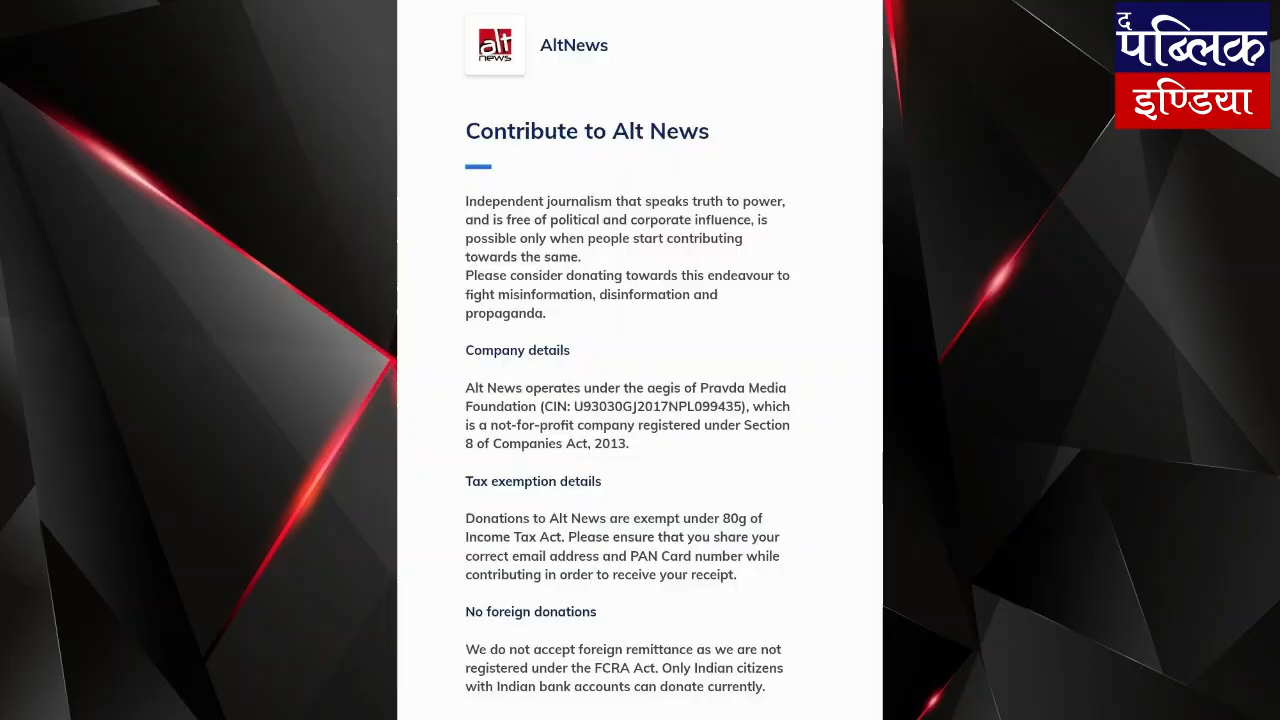 alt
news
AltNews
द
पब्लिक
इण्डिया
Contribute to Alt News
Independent journalism that speaks truth to power,
and is free of political and corporate influence, is
possible only when people start contributing
towards the same.
Please consider donating towards this endeavour to
fight misinformation, disinformation and
propaganda.
Company details
Alt News operates under the aegis of Pravda Media
Foundation (CIN: U93030GJ2017NPL099435), which
is a not-for-profit company registered under Section
8 of Companies Act, 2013.
Tax exemption details
Donations to Alt News are exempt under 80g of
Income Tax Act. Please ensure that you share your
correct email address and PAN Card number while
contributing in order to receive your receipt.
No foreign donations
We do not accept foreign remittance as we are not
registered under the FCRA Act. Only Indian citizens
with Indian bank accounts can donate currently.